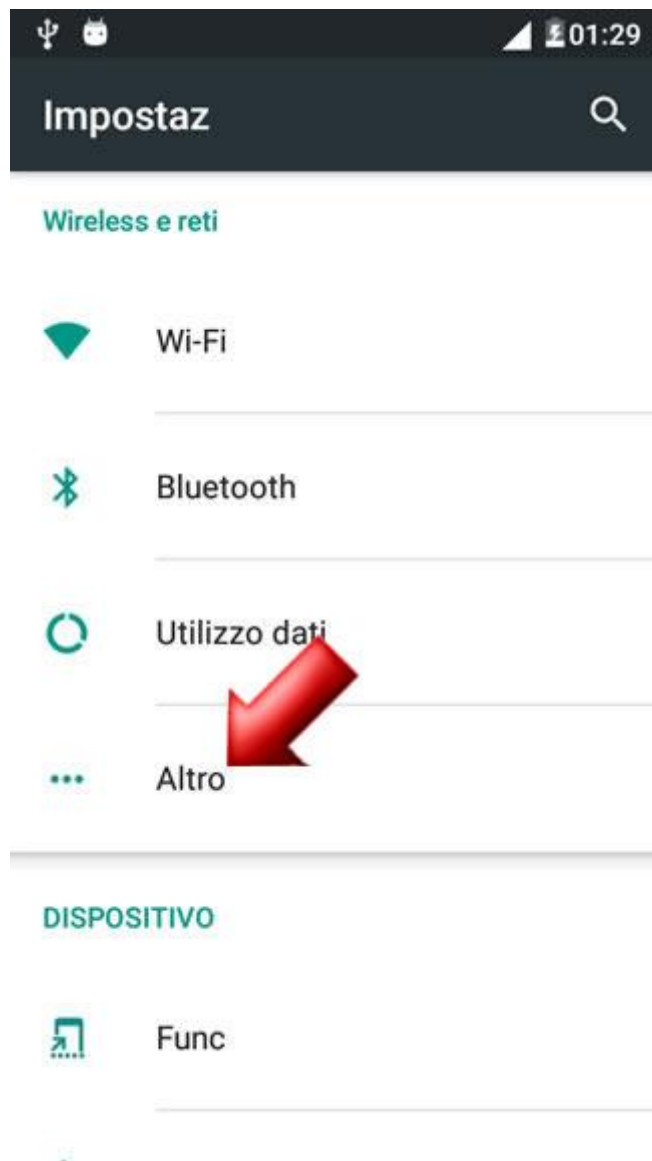 01:29
Impostaz
Wireless e reti
Wi-Fi
Bluetooth
Utilizzo dati
Altro
DISPOSITIVO
Func